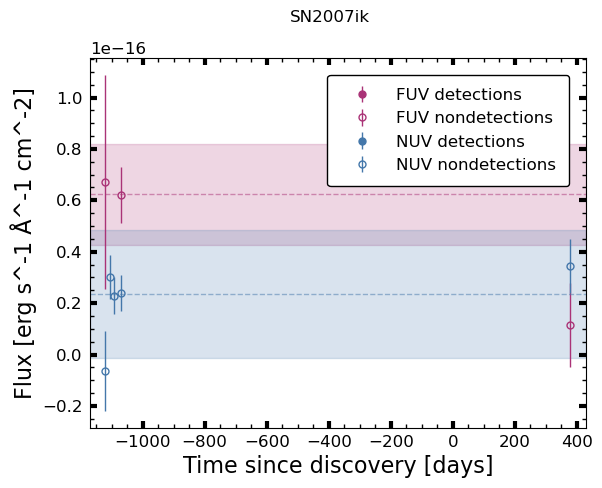 SN2007ik
1e−16
FUV detections
FUV nondetections
NUV detections
NUV nondetections
1.0
0.8
0.6
0.4
0.2
0.0
−0.2
Flux [erg s^-1 Å^-1 cm^-2]
−1000 −800 −600 −400 −200 0 200 400
Time since discovery [days]